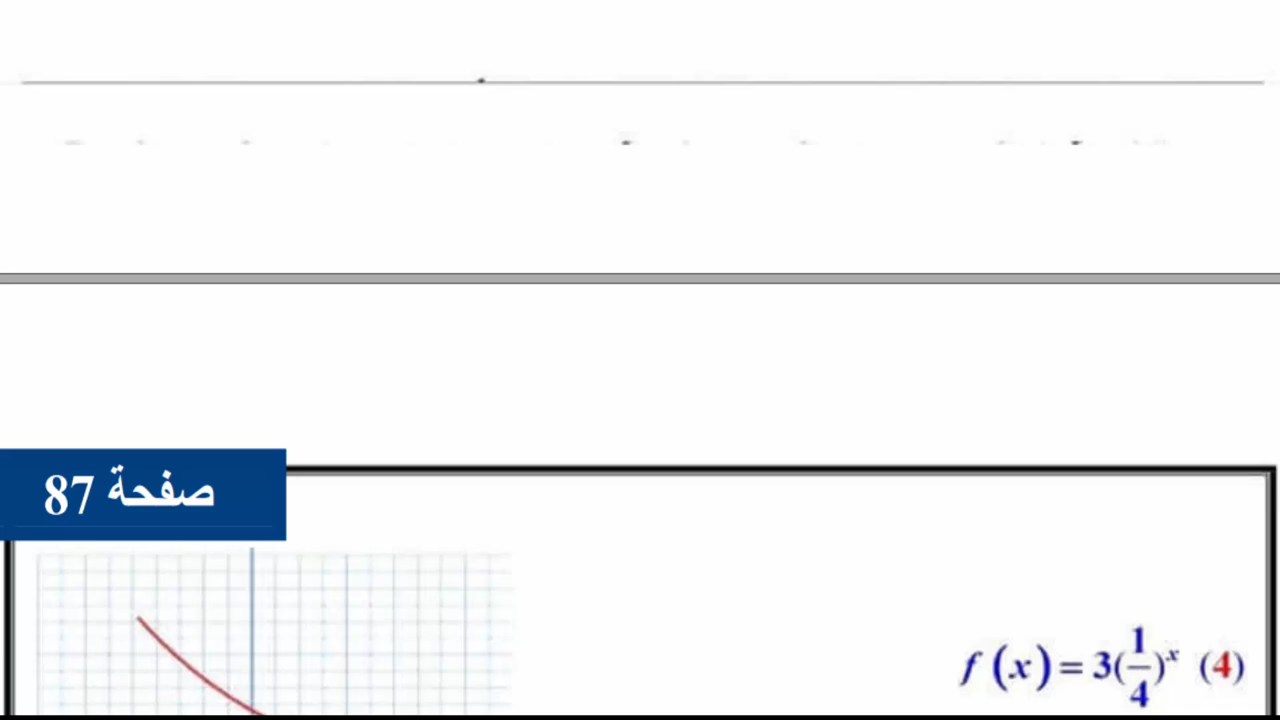 صفحة 87
(4) f(x) = 3(1/4)^x